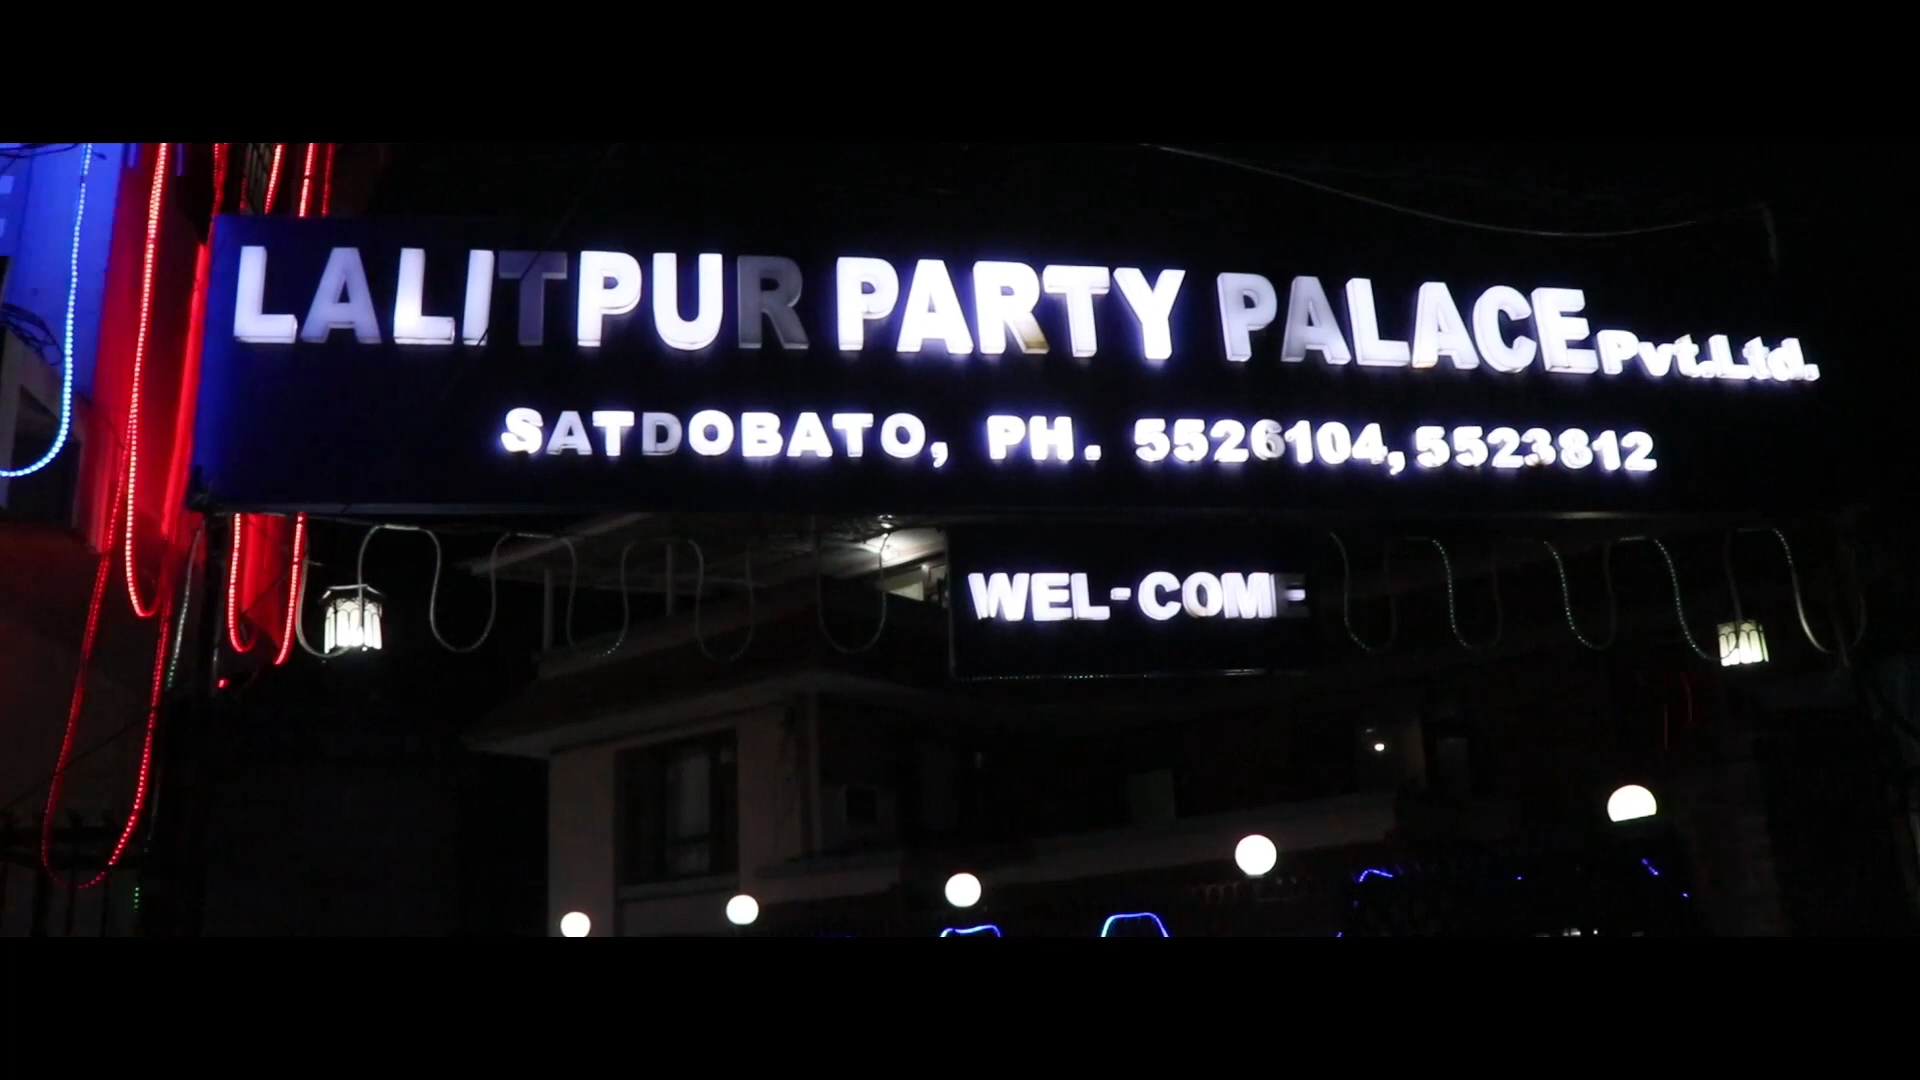 LALITPUR PARTY PALACE Pvt.Ltd.
SATDOBATO, PH. 5526104,5523812
WEL-COME